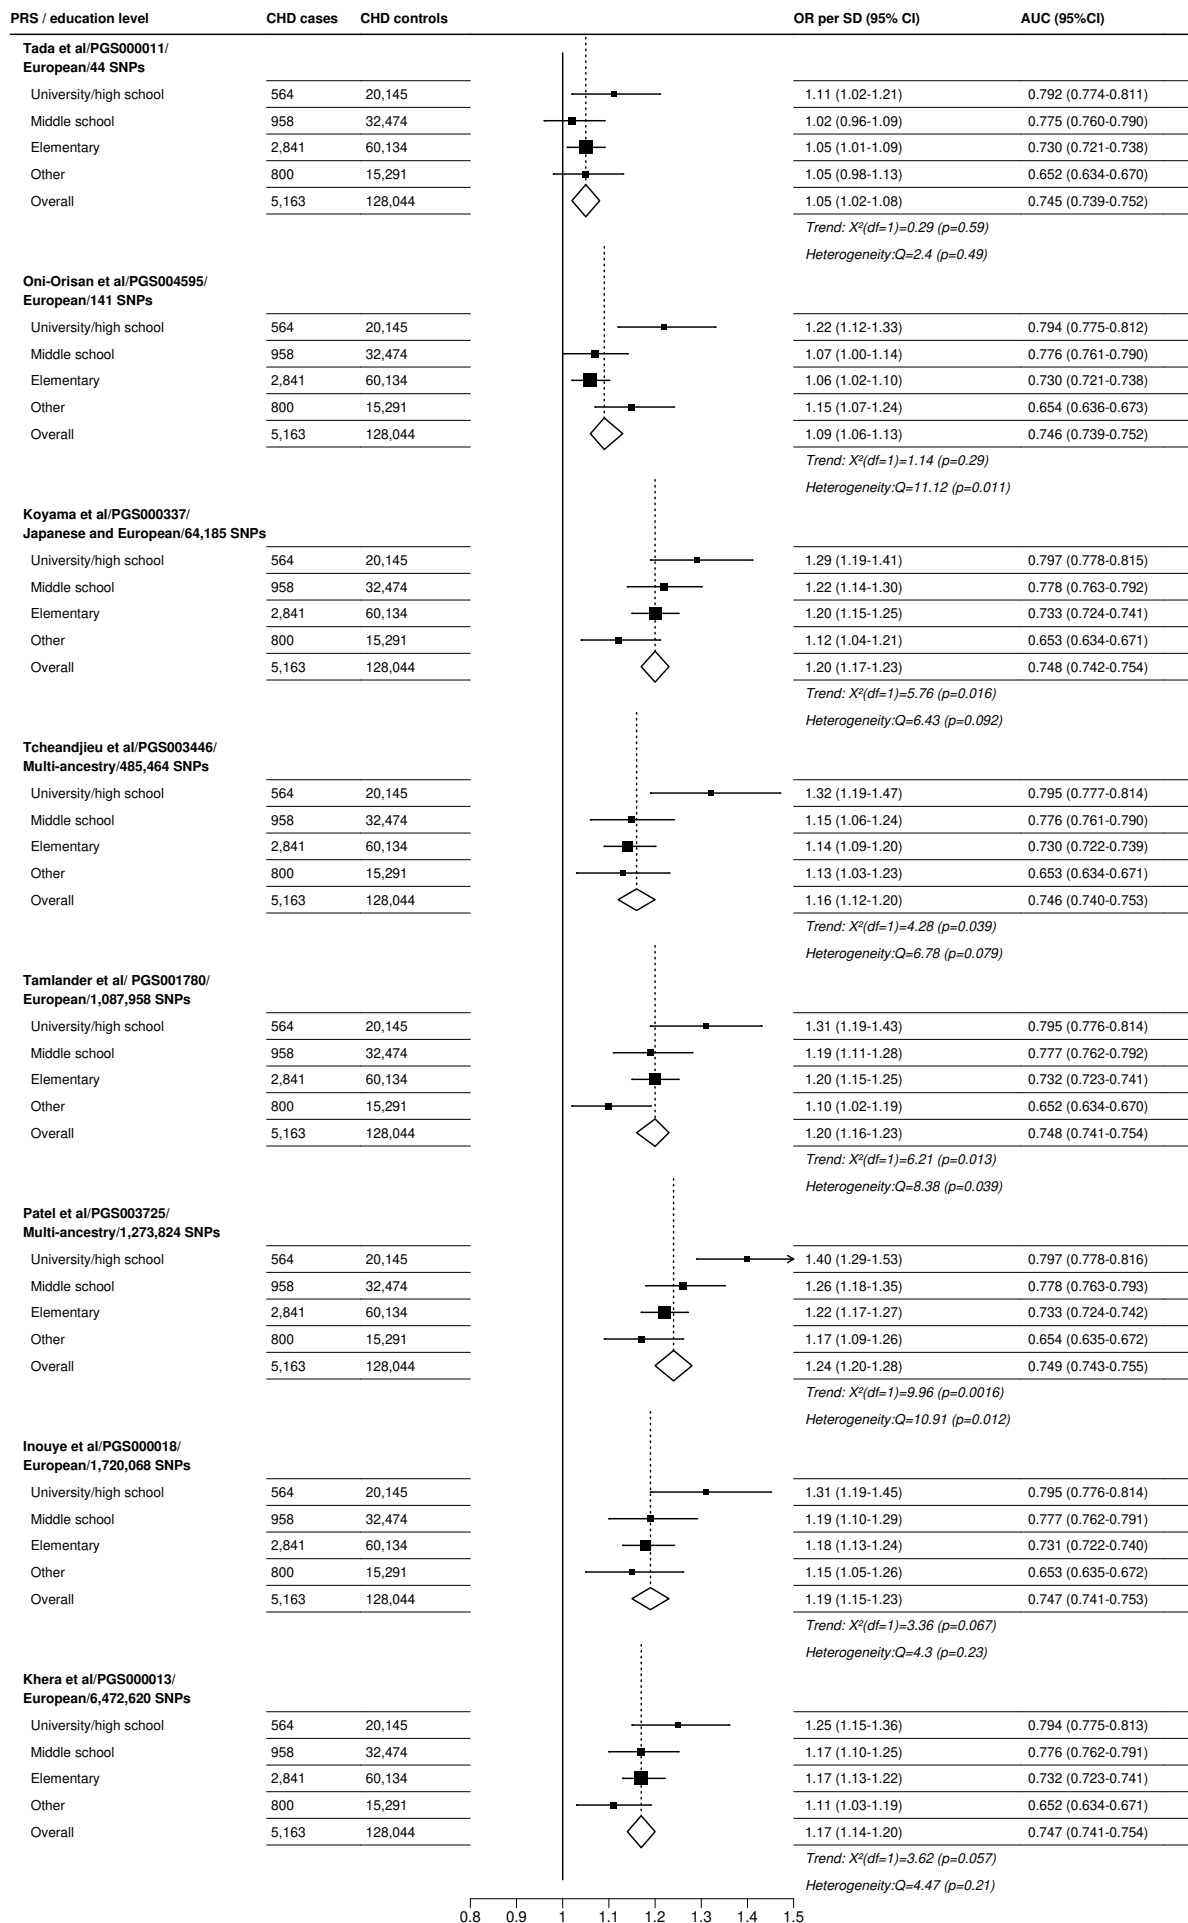 PRS / education level CHD cases CHD controls OR per SD (95% CI) AUC (95%CI)
Tada et al/PGS000011/
European/44 SNPs
University/high school 564 20,145 1.11 (1.02-1.21) 0.792 (0.774-0.811)
Middle school 958 32,474 1.02 (0.96-1.09) 0.775 (0.760-0.790)
Elementary 2,841 60,134 1.05 (1.01-1.09) 0.730 (0.721-0.738)
Other 800 15,291 1.05 (0.98-1.13) 0.652 (0.634-0.670)
Overall 5,163 128,044 1.05 (1.02-1.08) 0.745 (0.739-0.752)
Trend: X²(df=1)=0.29 (p=0.59)
Heterogeneity:Q=2.4 (p=0.49)
Oni-Orisan et al/PGS004595/
European/141 SNPs
University/high school 564 20,145 1.22 (1.12-1.33) 0.794 (0.775-0.812)
Middle school 958 32,474 1.07 (1.00-1.14) 0.776 (0.761-0.790)
Elementary 2,841 60,134 1.06 (1.02-1.10) 0.730 (0.721-0.738)
Other 800 15,291 1.15 (1.07-1.24) 0.654 (0.636-0.673)
Overall 5,163 128,044 1.09 (1.06-1.13) 0.746 (0.739-0.752)
Trend: X²(df=1)=1.14 (p=0.29)
Heterogeneity:Q=11.12 (p=0.011)
Koyama et al/PGS000337/
Japanese and European/64,185 SNPs
University/high school 564 20,145 1.29 (1.19-1.41) 0.797 (0.778-0.815)
Middle school 958 32,474 1.22 (1.14-1.30) 0.778 (0.763-0.792)
Elementary 2,841 60,134 1.20 (1.15-1.25) 0.733 (0.724-0.741)
Other 800 15,291 1.12 (1.04-1.21) 0.653 (0.634-0.671)
Overall 5,163 128,044 1.20 (1.17-1.23) 0.748 (0.742-0.754)
Trend: X²(df=1)=5.76 (p=0.016)
Heterogeneity:Q=6.43 (p=0.092)
Tcheandjieu et al/PGS003446/
Multi-ancestry/485,464 SNPs
University/high school 564 20,145 1.32 (1.19-1.47) 0.795 (0.777-0.814)
Middle school 958 32,474 1.15 (1.06-1.24) 0.776 (0.761-0.790)
Elementary 2,841 60,134 1.14 (1.09-1.20) 0.730 (0.722-0.739)
Other 800 15,291 1.13 (1.03-1.23) 0.653 (0.634-0.671)
Overall 5,163 128,044 1.16 (1.12-1.20) 0.746 (0.740-0.753)
Trend: X²(df=1)=4.28 (p=0.039)
Heterogeneity:Q=6.78 (p=0.079)
Tamlander et al/ PGS001780/
European/1,087,958 SNPs
University/high school 564 20,145 1.31 (1.19-1.43) 0.795 (0.776-0.814)
Middle school 958 32,474 1.19 (1.11-1.28) 0.777 (0.762-0.792)
Elementary 2,841 60,134 1.20 (1.15-1.25) 0.732 (0.723-0.741)
Other 800 15,291 1.10 (1.02-1.19) 0.652 (0.634-0.670)
Overall 5,163 128,044 1.20 (1.16-1.23) 0.748 (0.741-0.754)
Trend: X²(df=1)=6.21 (p=0.013)
Heterogeneity:Q=8.38 (p=0.039)
Patel et al/PGS003725/
Multi-ancestry/1,273,824 SNPs
University/high school 564 20,145 1.40 (1.29-1.53) 0.797 (0.778-0.816)
Middle school 958 32,474 1.26 (1.18-1.35) 0.778 (0.763-0.793)
Elementary 2,841 60,134 1.22 (1.17-1.27) 0.733 (0.724-0.742)
Other 800 15,291 1.17 (1.09-1.26) 0.654 (0.635-0.672)
Overall 5,163 128,044 1.24 (1.20-1.28) 0.749 (0.743-0.755)
Trend: X²(df=1)=9.96 (p=0.0016)
Heterogeneity:Q=10.91 (p=0.012)
Inouye et al/PGS000018/
European/1,720,068 SNPs
University/high school 564 20,145 1.31 (1.19-1.45) 0.795 (0.776-0.814)
Middle school 958 32,474 1.19 (1.10-1.29) 0.777 (0.762-0.791)
Elementary 2,841 60,134 1.18 (1.13-1.24) 0.731 (0.722-0.740)
Other 800 15,291 1.15 (1.05-1.26) 0.653 (0.635-0.672)
Overall 5,163 128,044 1.19 (1.15-1.23) 0.747 (0.741-0.753)
Trend: X²(df=1)=3.36 (p=0.067)
Heterogeneity:Q=4.3 (p=0.23)
Khera et al/PGS000013/
European/6,472,620 SNPs
University/high school 564 20,145 1.25 (1.15-1.36) 0.794 (0.775-0.813)
Middle school 958 32,474 1.17 (1.10-1.25) 0.776 (0.762-0.791)
Elementary 2,841 60,134 1.17 (1.13-1.22) 0.732 (0.723-0.741)
Other 800 15,291 1.11 (1.03-1.19) 0.652 (0.634-0.671)
Overall 5,163 128,044 1.17 (1.14-1.20) 0.747 (0.741-0.754)
Trend: X²(df=1)=3.62 (p=0.057)
Heterogeneity:Q=4.47 (p=0.21)
0.8 0.9 1 1.1 1.2 1.3 1.4 1.5